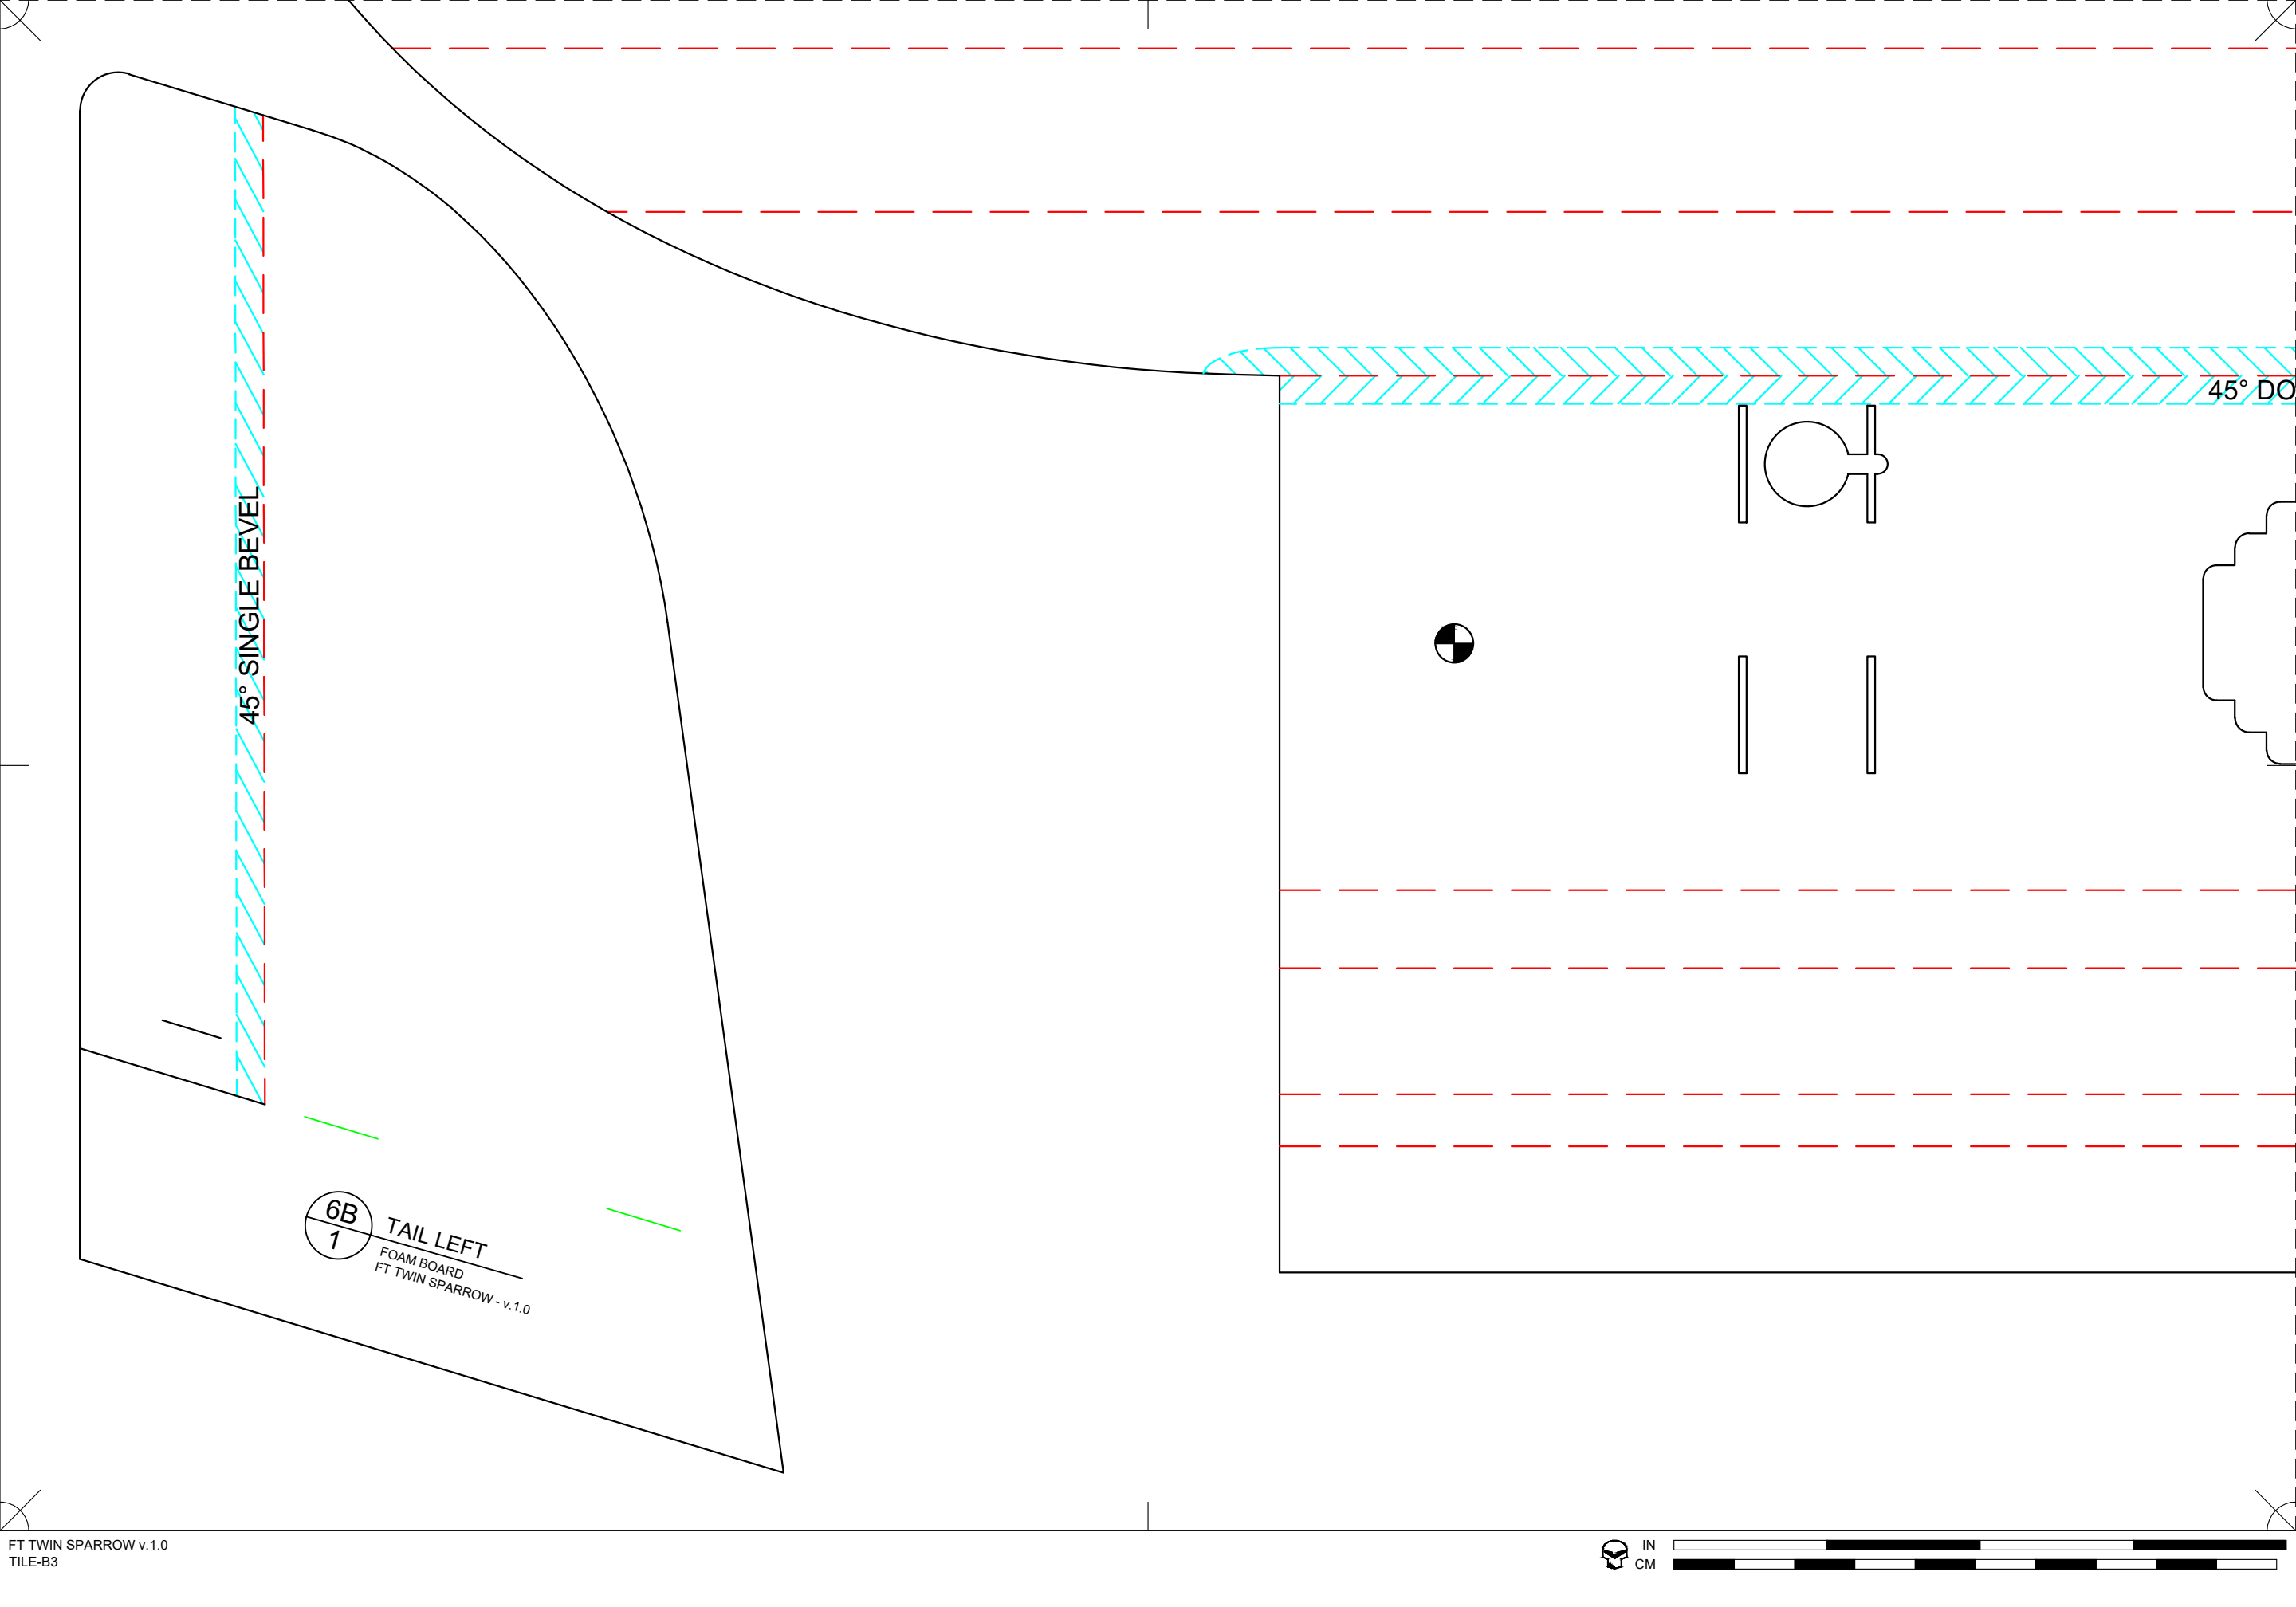 45° DO
45° SINGLE BEVEL
6B
1
TAIL LEFT
FOAM BOARD
FT TWIN SPARROW - v.1.0
FT TWIN SPARROW v.1.0
TILE-B3
IN
CM